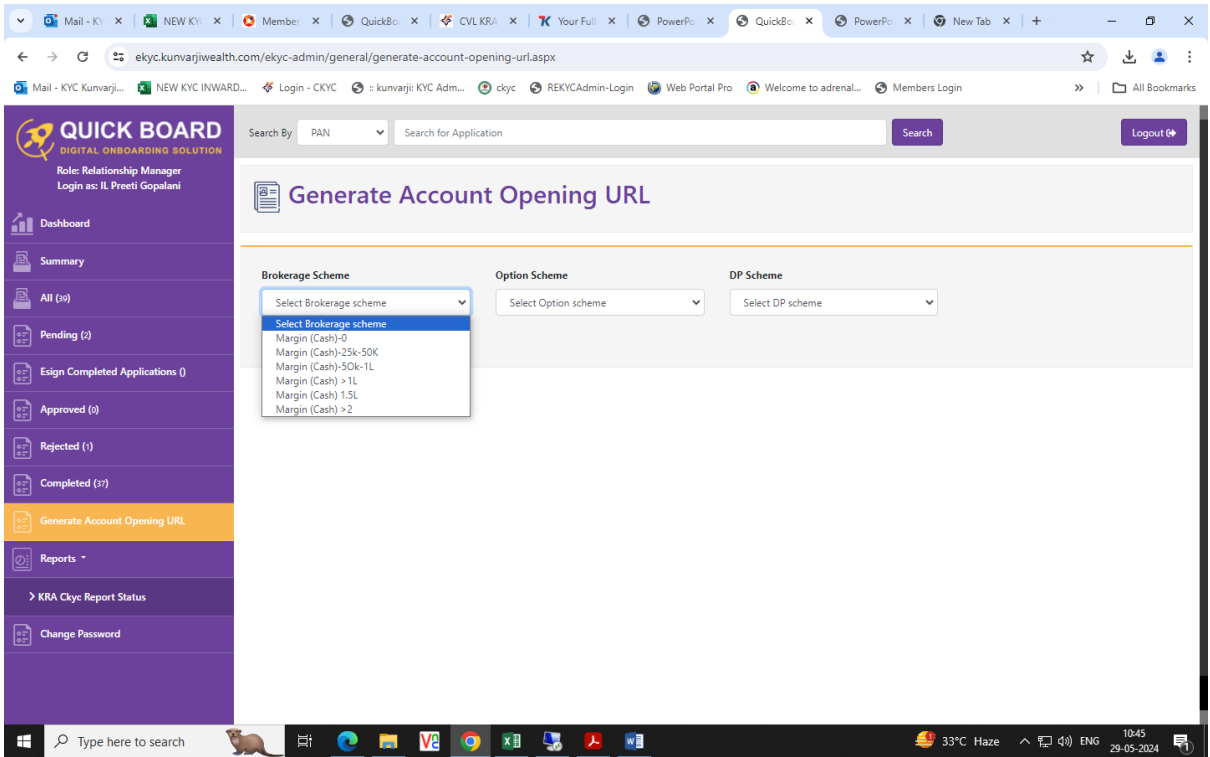 Mail - KY
NEW KYC
Member
QuickBo
CVL KRA
Your Full
PowerPo
QuickBo
PowerPo
New Tab
ekyc.kunvarjiwealth.com/ekyc-admin/general/generate-account-opening-url.aspx
Mail - KYC Kunvarji...
NEW KYC INWARD...
Login - CKYC
:: kunvarji: KYC Adm...
ckyc
REKYCAdmin-Login
Web Portal Pro
Welcome to adrenal...
Members Login
»
All Bookmarks
QUICK BOARD
DIGITAL ONBOARDING SOLUTION
Role: Relationship Manager
Login as: IL Preeti Gopalani
Search By
PAN
Search for Application
Search
Logout
Generate Account Opening URL
Dashboard
Summary
All (39)
Pending (2)
Esign Completed Applications ()
Approved (0)
Rejected (1)
Completed (37)
Generate Account Opening URL
Reports
> KRA Ckyc Report Status
Change Password
Brokerage Scheme
Option Scheme
DP Scheme
Select Brokerage scheme
Select Option scheme
Select DP scheme
Select Brokerage scheme
Margin (Cash)-0
Margin (Cash)-25k-50K
Margin (Cash)-5Ok-1L
Margin (Cash) >1L
Margin (Cash) 1.5L
Margin (Cash) >2
Type here to search
33°C Haze
ENG
10:45
29-05-2024